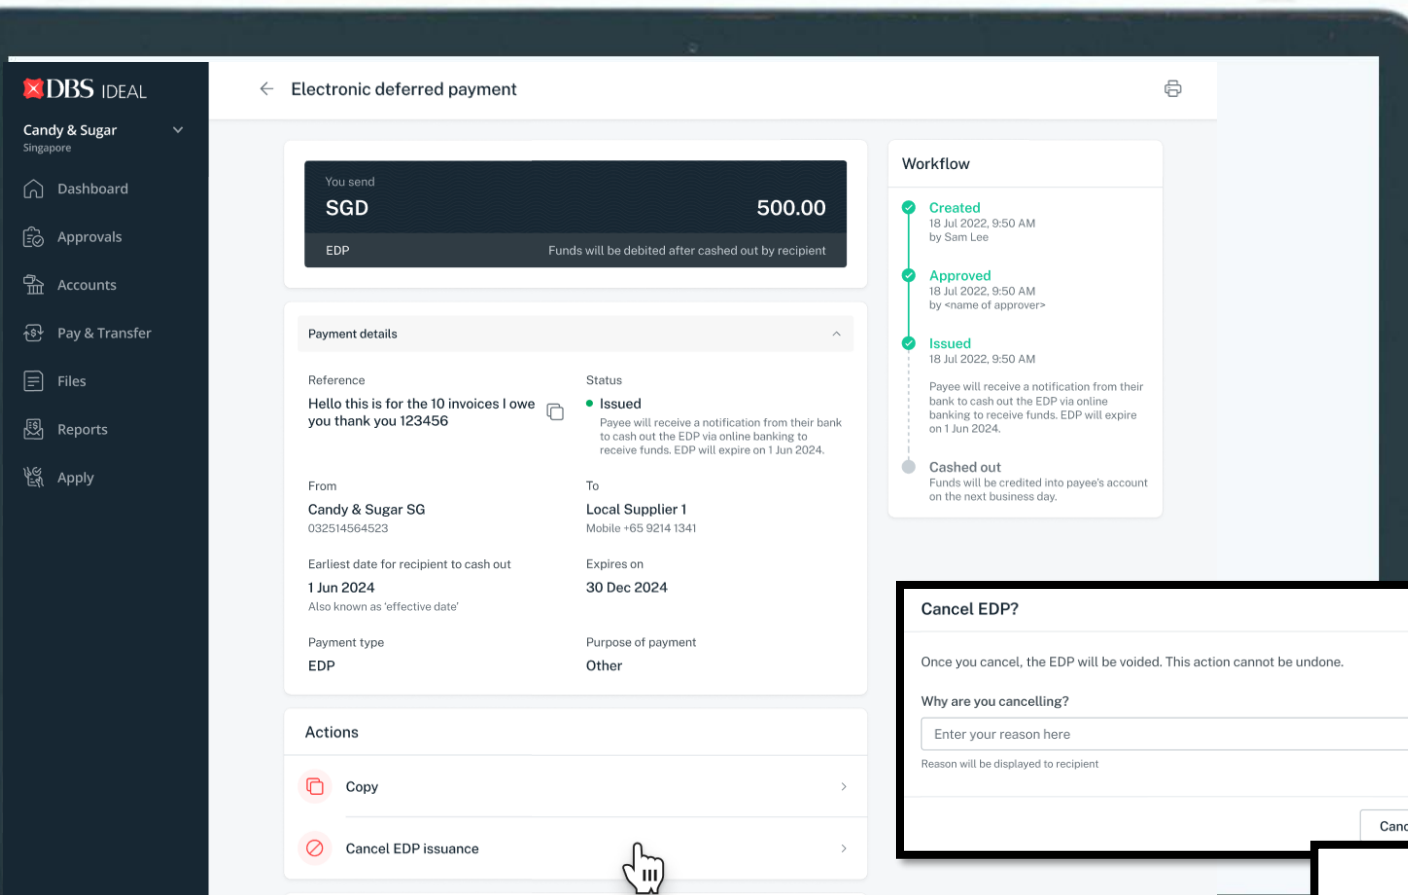 DBS IDEAL
Candy & Sugar
Singapore
Dashboard
Approvals
Accounts
Pay & Transfer
Files
Reports
Apply
Electronic deferred payment
You send
SGD 500.00
EDP Funds will be debited after cashed out by recipient
Payment details
Reference
Hello this is for the 10 invoices I owe
you thank you 123456
Status
Issued
Payee will receive a notification from their bank
to cash out the EDP via online banking to
receive funds. EDP will expire on 1 Jun 2024.
From
Candy & Sugar SG
032514564523
To
Local Supplier 1
Mobile +65 9214 1341
Earliest date for recipient to cash out
1 Jun 2024
Also known as 'effective date'
Expires on
30 Dec 2024
Payment type
EDP
Purpose of payment
Other
Actions
Copy
Cancel EDP issuance
Workflow
Created
18 Jul 2022, 9:50 AM
by Sam Lee
Approved
18 Jul 2022, 9:50 AM
by <name of approver>
Issued
18 Jul 2022, 9:50 AM
Payee will receive a notification from their
bank to cash out the EDP via online
banking to receive funds. EDP will expire
on 1 Jun 2024.
Cashed out
Funds will be credited into payee's account
on the next business day.
Cancel EDP?
Once you cancel, the EDP will be voided. This action cannot be undone.
Why are you cancelling?
Enter your reason here
Reason will be displayed to recipient